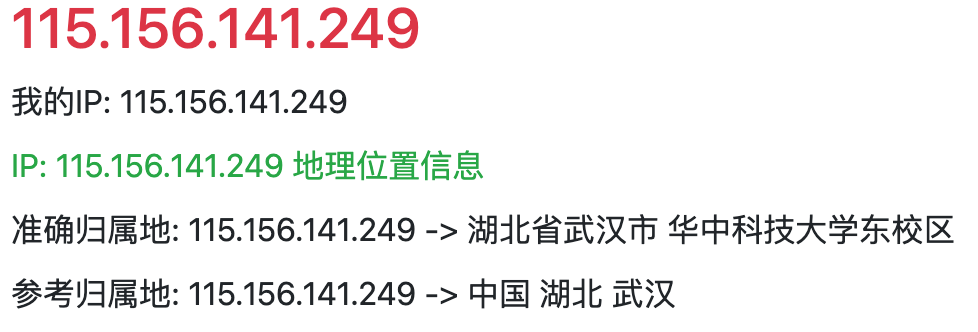 115.156.141.249
我的IP: 115.156.141.249
IP: 115.156.141.249 地理位置信息
准确归属地: 115.156.141.249 -> 湖北省武汉市 华中科技大学东校区
参考归属地: 115.156.141.249 -> 中国 湖北 武汉